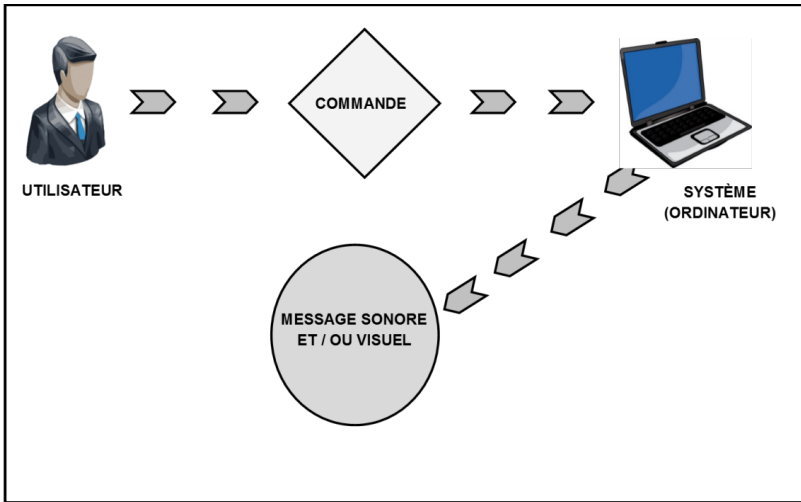 COMMANDE
UTILISATEUR
SYSTÈME
(ORDINATEUR)
MESSAGE SONORE
ET / OU VISUEL